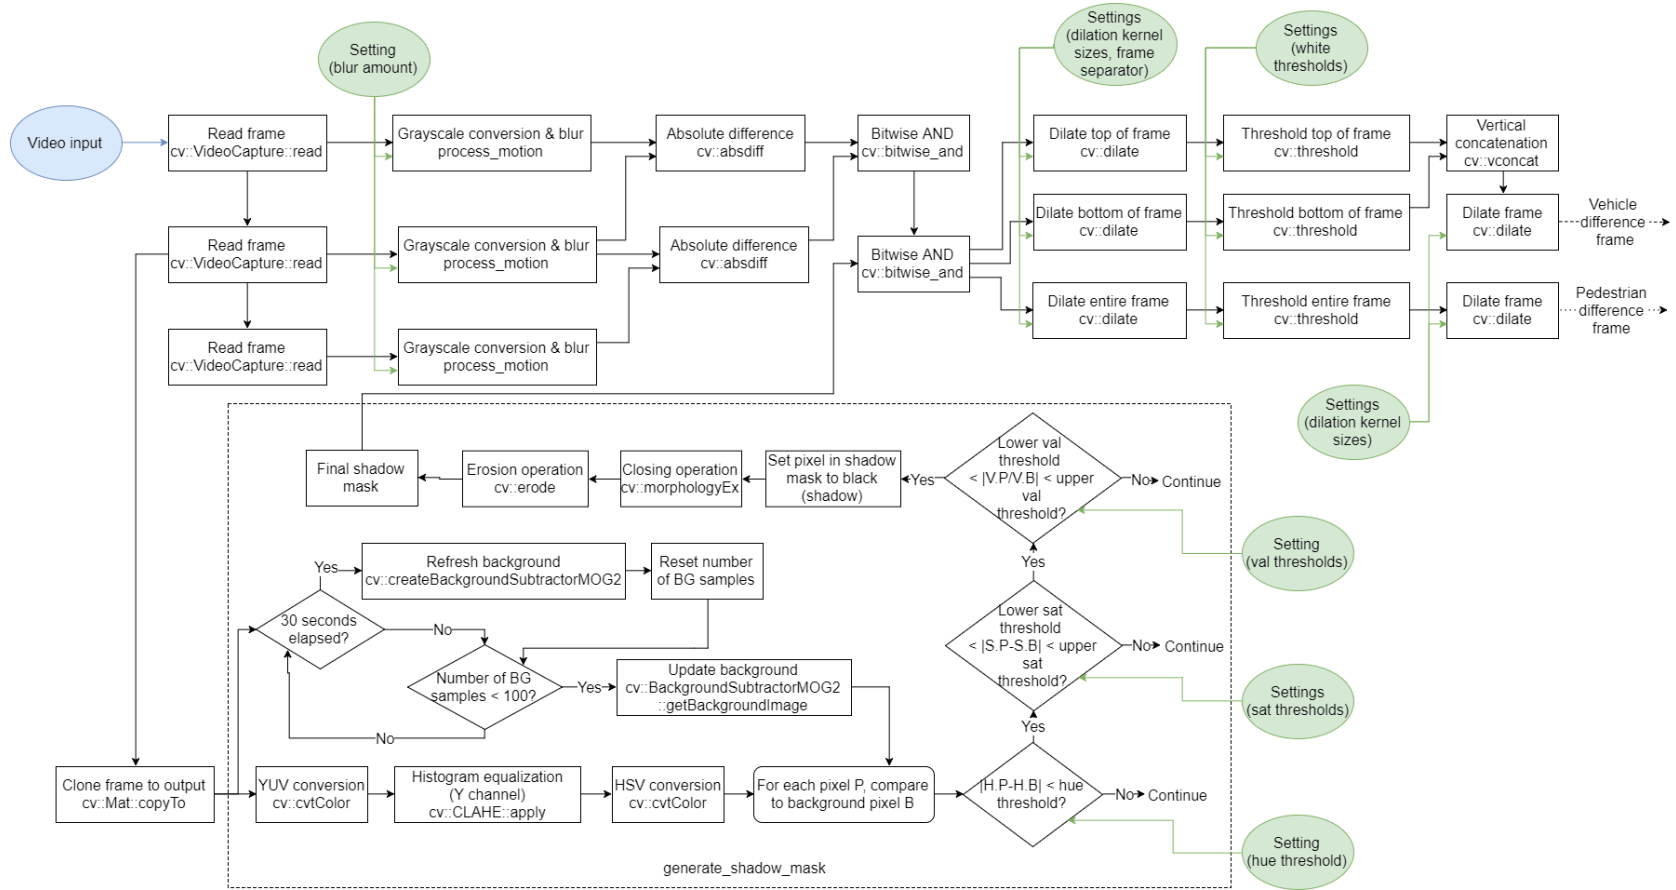 Setting
(blur amount)
Settings
(dilation kernel
sizes, frame
separator)
Settings
(white
thresholds)
Video input
Read frame
cv::VideoCapture::read
Grayscale conversion & blur
process_motion
Absolute difference
cv::absdiff
Bitwise AND
cv::bitwise_and
Dilate top of frame
cv::dilate
Threshold top of frame
cv::threshold
Vertical
concatenation
cv::vconcat
Read frame
cv::VideoCapture::read
Grayscale conversion & blur
process_motion
Absolute difference
cv::absdiff
Bitwise AND
cv::bitwise_and
Dilate bottom of frame
cv::dilate
Threshold bottom of frame
cv::threshold
Dilate frame
cv::dilate
Vehicle
difference
frame
Read frame
cv::VideoCapture::read
Grayscale conversion & blur
process_motion
Dilate entire frame
cv::dilate
Threshold entire frame
cv::threshold
Dilate frame
cv::dilate
Pedestrian
difference
frame
Settings
(dilation kernel
sizes)
Final shadow
mask
Erosion operation
cv::erode
Closing operation
cv::morphologyEx
Set pixel in shadow
mask to black
(shadow)
Yes
Lower val
threshold
< |V.P/V.B| < upper
val
threshold?
No
Continue
Setting
(val thresholds)
Yes
Refresh background
cv::createBackgroundSubtractorMOG2
Reset number
of BG samples
30 seconds
elapsed?
No
Number of BG
samples < 100?
Yes
Update background
cv::BackgroundSubtractorMOG2
::getBackgroundImage
No
Yes
Lower sat
threshold
< |S.P-S.B| < upper
sat
threshold?
No
Continue
Settings
(sat thresholds)
Yes
Clone frame to output
cv::Mat::copyTo
YUV conversion
cv::cvtColor
Histogram equalization
(Y channel)
cv::CLAHE::apply
HSV conversion
cv::cvtColor
For each pixel P, compare
to background pixel B
|H.P-H.B| < hue
threshold?
No
Continue
Setting
(hue threshold)
generate_shadow_mask